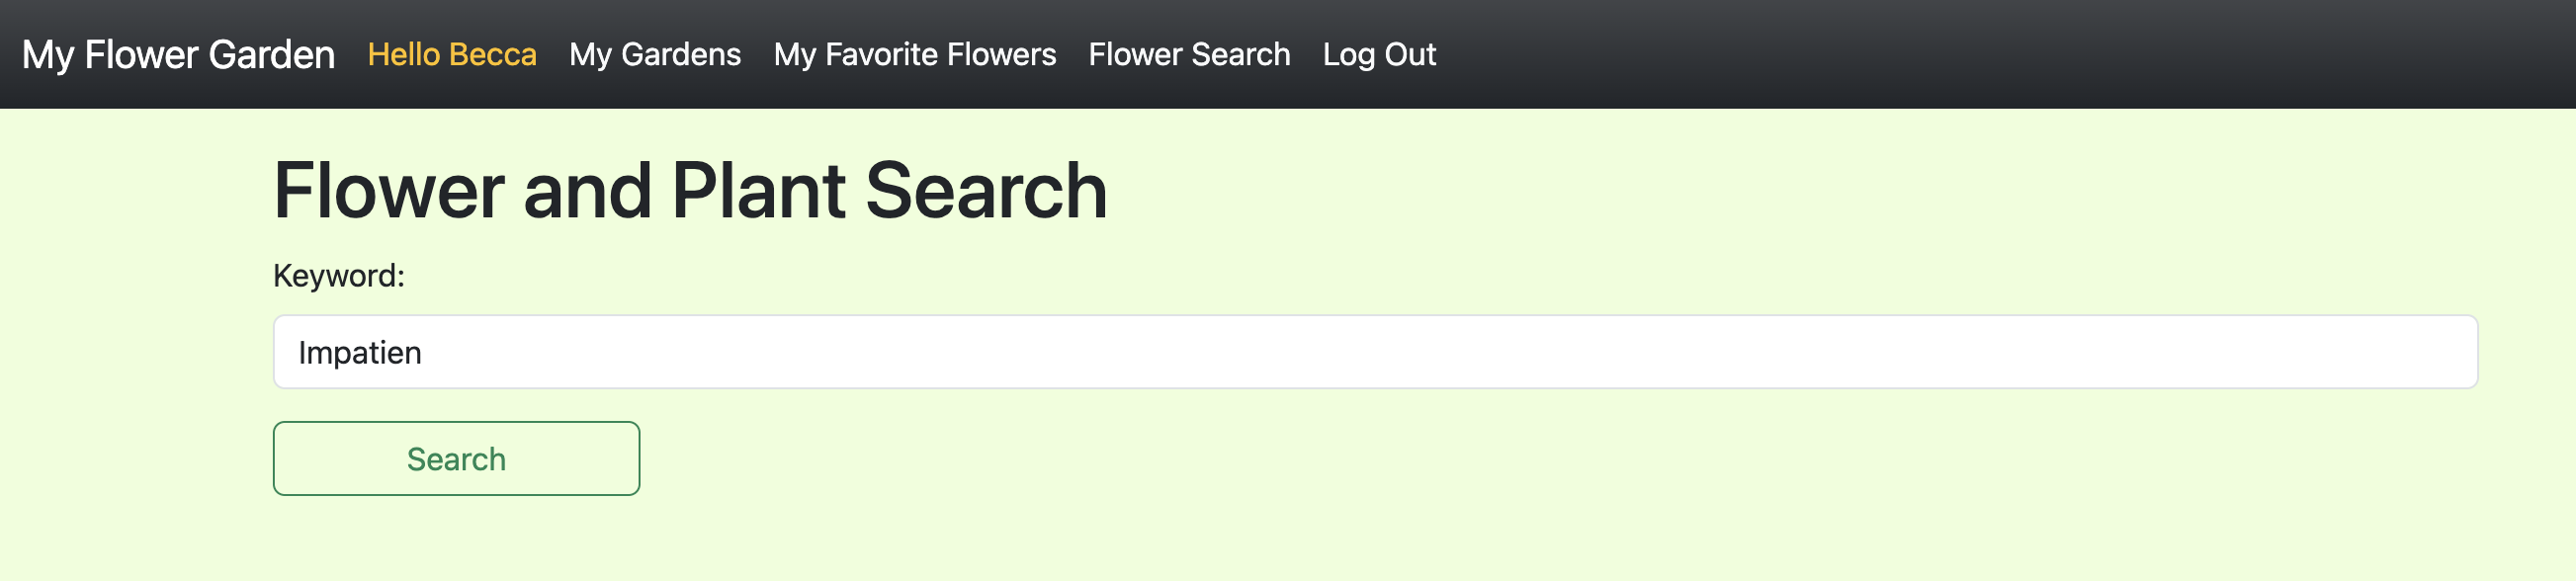 My Flower Garden Hello Becca My Gardens My Favorite Flowers Flower Search Log Out
Flower and Plant Search
Keyword:
Impatien
Search